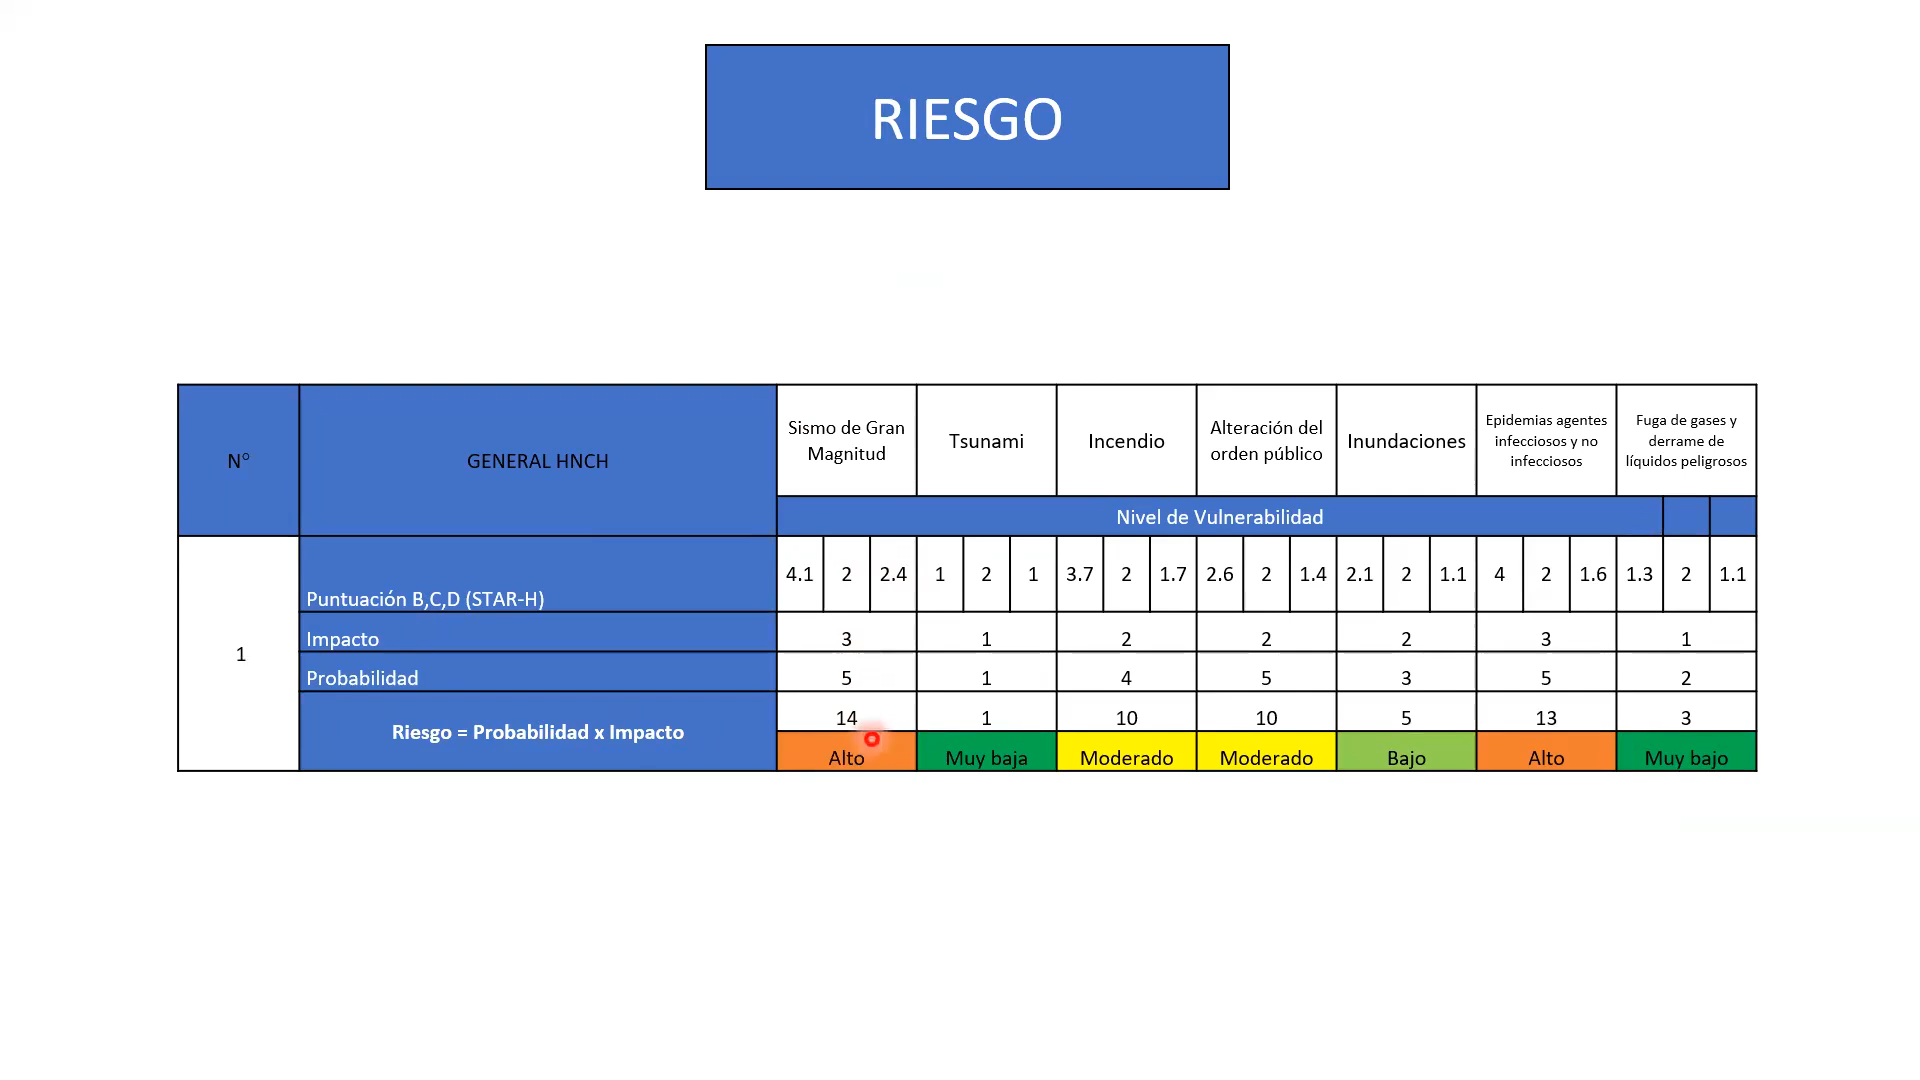 RIESGO
N°
GENERAL HNCH
Sismo de Gran
Magnitud
Tsunami
Incendio
Alteración del
orden público
Inundaciones
Epidemias agentes
infecciosos y no
infecciosos
Fuga de gases y
derrame de
líquidos peligrosos
Nivel de Vulnerabilidad
1
Puntuación B,C,D (STAR-H)
4.1 2 2.4 1 2 1 3.7 2 1.7 2.6 2 1.4 2.1 2 1.1 4 2 1.6 1.3 2 1.1
Impacto 3 1 2 2 2 3 1
Probabilidad 5 1 4 5 3 5 2
Riesgo = Probabilidad x Impacto
14 1 10 10 5 13 3
Alto Muy baja Moderado Moderado Bajo Alto Muy bajo